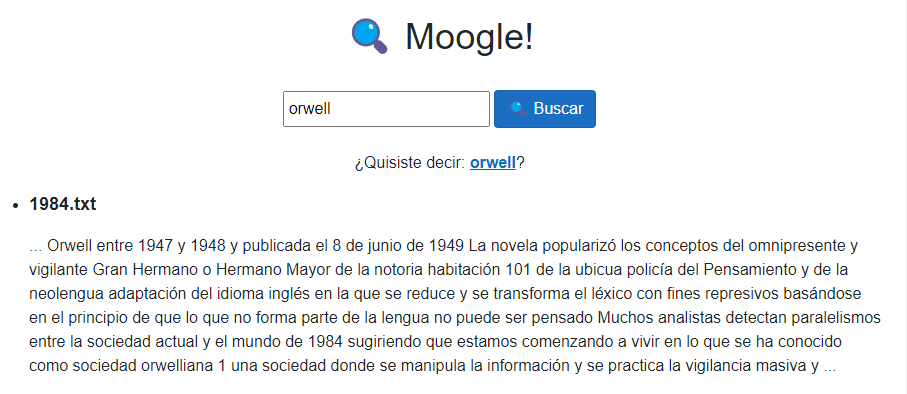 Moogle!
orwell
Buscar
¿Quisiste decir: orwell?
1984.txt
... Orwell entre 1947 y 1948 y publicada el 8 de junio de 1949 La novela popularizó los conceptos del omnipresente y
vigilante Gran Hermano o Hermano Mayor de la notoria habitación 101 de la ubicua policía del Pensamiento y de la
neolengua adaptación del idioma inglés en la que se reduce y se transforma el léxico con fines represivos basándose
en el principio de que lo que no forma parte de la lengua no puede ser pensado Muchos analistas detectan paralelismos
entre la sociedad actual y el mundo de 1984 sugiriendo que estamos comenzando a vivir en lo que se ha conocido
como sociedad orwelliana 1 una sociedad donde se manipula la información y se practica la vigilancia masiva y ...